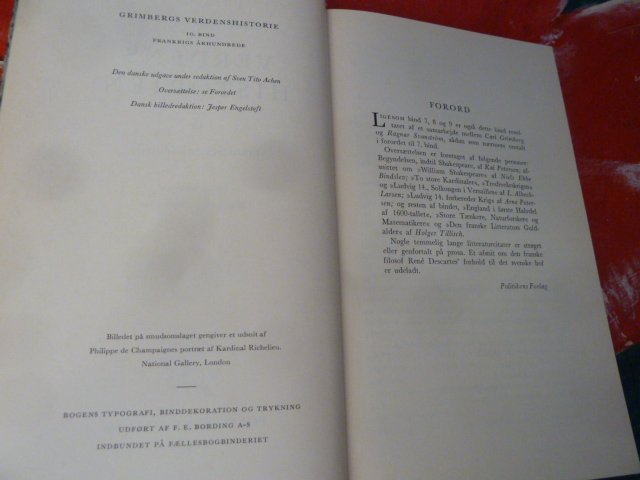 GRIMBERGS VERDENSHISTORIE
10. BIND
FRANKRIGS ÅRHUNDREDE
Den danske udgave under redaktion af Sven Tito Achen
Oversættelse: se Forordet
Dansk billedredaktion: Jesper Engelstoft
Billedet på smudsomslaget gengiver et udsnit af
Philippe de Champaignes portræt af Kardinal Richelieu.
National Gallery, London
BOGENS TYPOGRAFI, BINDDEKORATION OG TRYKNING
UDFØRT AF F. E. BORDING A-S
INDBUNDET PÅ FÆLLESBOGBINDERIET
FORORD
LIGESOM bind 7, 8 og 9 er også dette bind resul-
tatet af et samarbejde mellem Carl Grimberg
og Ragnar Svanström, sådan som nærmere omtalt
i forordet til 7. bind.
Oversættelsen er foretaget af følgende personer:
Begyndelsen, indtil Shakespeare, af Kai Petersen; af-
snittet om »William Shakespeare« af Niels Ebbe
Bindslev; »To store Kardinaler«, »Tredveårskrigen«
og »Ludvig 14., Solkongen i Versailles« af L. Albeck-
Larsen; »Ludvig 14. forbereder Krig« af Arne Peter-
sen; og resten af bindet, »England i første Halvdel
af 1600-tallet«, »Store Tænkere, Naturforskere og
Matematikere« og »Den franske Litteraturs Guld-
alder« af Holger Tillisch.
Nogle temmelig lange litteraturcitater er strøget
eller genfortalt på prosa. Et afsnit om den franske
filosof René Descartes' forhold til det svenske hof
er udeladt.
Politikens Forlag